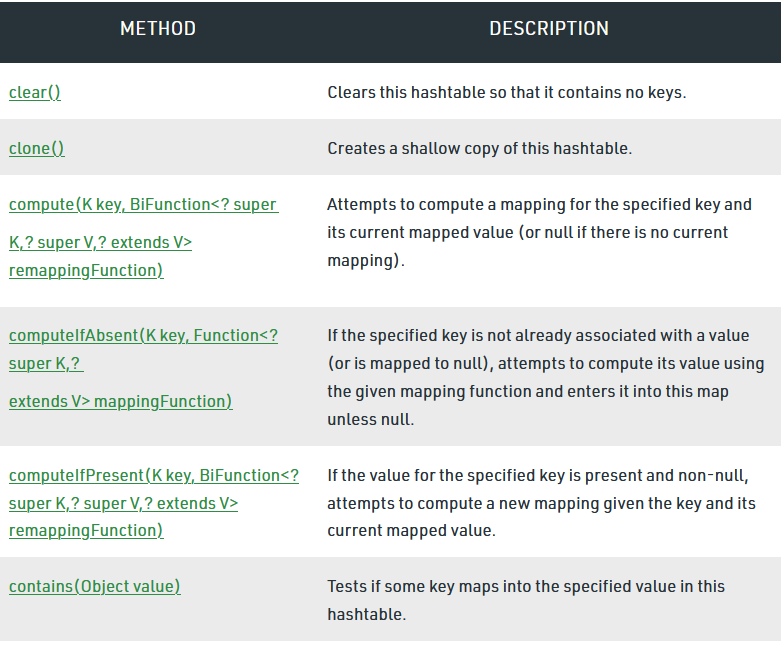 METHOD DESCRIPTION
clear() Clears this hashtable so that it contains no keys.
clone() Creates a shallow copy of this hashtable.
compute(K key, BiFunction<? super
K,? super V,? extends V>
remappingFunction)
Attempts to compute a mapping for the specified key and
its current mapped value (or null if there is no current
mapping).
computeIfAbsent(K key, Function<?
super K,?
extends V> mappingFunction)
If the specified key is not already associated with a value
(or is mapped to null), attempts to compute its value using
the given mapping function and enters it into this map
unless null.
computeIfPresent(K key, BiFunction<?
super K,? super V,? extends V>
remappingFunction)
If the value for the specified key is present and non-null,
attempts to compute a new mapping given the key and its
current mapped value.
contains(Object value)
Tests if some key maps into the specified value in this
hashtable.